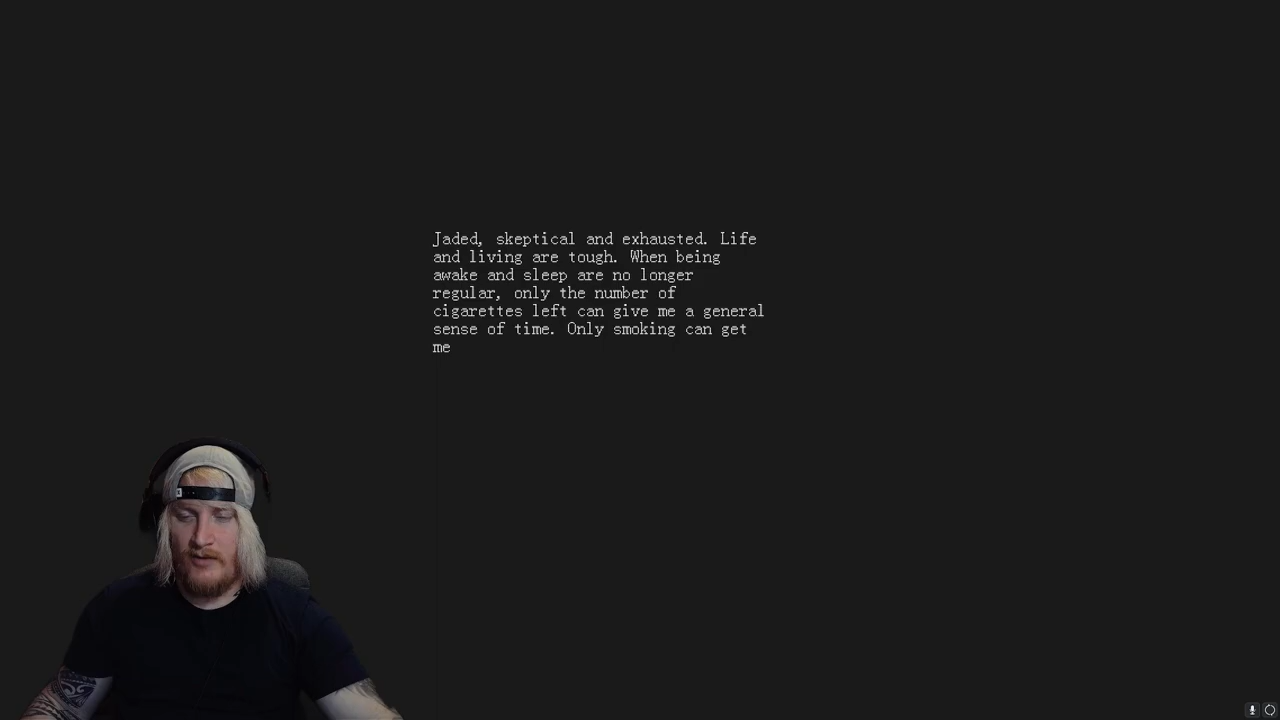 Jaded, skeptical and exhausted. Life
and living are tough. When being
awake and sleep are no longer
regular, only the number of
cigarettes left can give me a general
sense of time. Only smoking can get
me